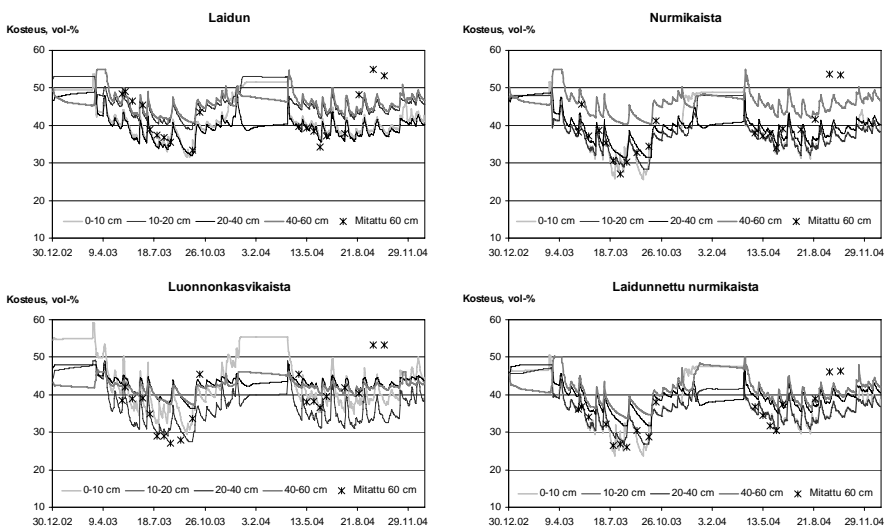 Laidun
Kosteus, vol-%
60
50
40
30
20
10
0-10 cm 10-20 cm 20-40 cm 40-60 cm Mitattu 60 cm
30.12.02 9.4.03 18.7.03 26.10.03 3.2.04 13.5.04 21.8.04 29.11.04
Nurmikaista
Kosteus, vol-%
60
50
40
30
20
10
0-10 cm 10-20 cm 20-40 cm 40-60 cm Mitattu 60 cm
30.12.02 9.4.03 18.7.03 26.10.03 3.2.04 13.5.04 21.8.04 29.11.04
Luonnonkasvikaista
Kosteus, vol-%
60
50
40
30
20
10
0-10 cm 10-20 cm 20-40 cm 40-60 cm Mitattu 60 cm
30.12.02 9.4.03 18.7.03 26.10.03 3.2.04 13.5.04 21.8.04 29.11.04
Laidunnettu nurmikaista
Kosteus, vol-%
60
50
40
30
20
10
0-10 cm 10-20 cm 20-40 cm 40-60 cm Mitattu 60 cm
30.12.02 9.4.03 18.7.03 26.10.03 3.2.04 13.5.04 21.8.04 29.11.04